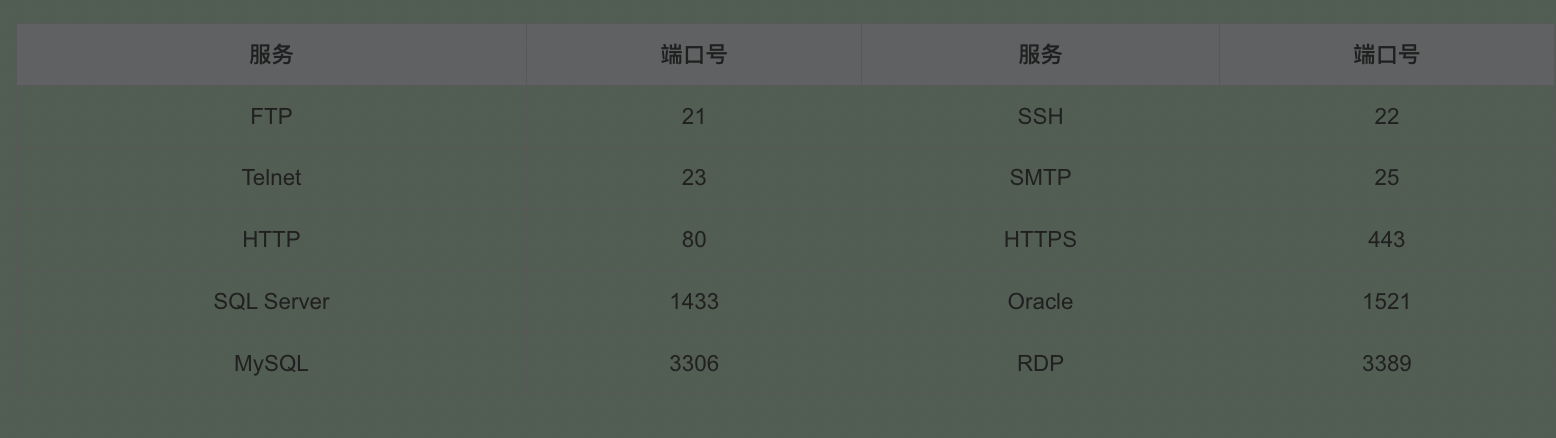 服务 端口号 服务 端口号
FTP 21 SSH 22
Telnet 23 SMTP 25
HTTP 80 HTTPS 443
SQL Server 1433 Oracle 1521
MySQL 3306 RDP 3389